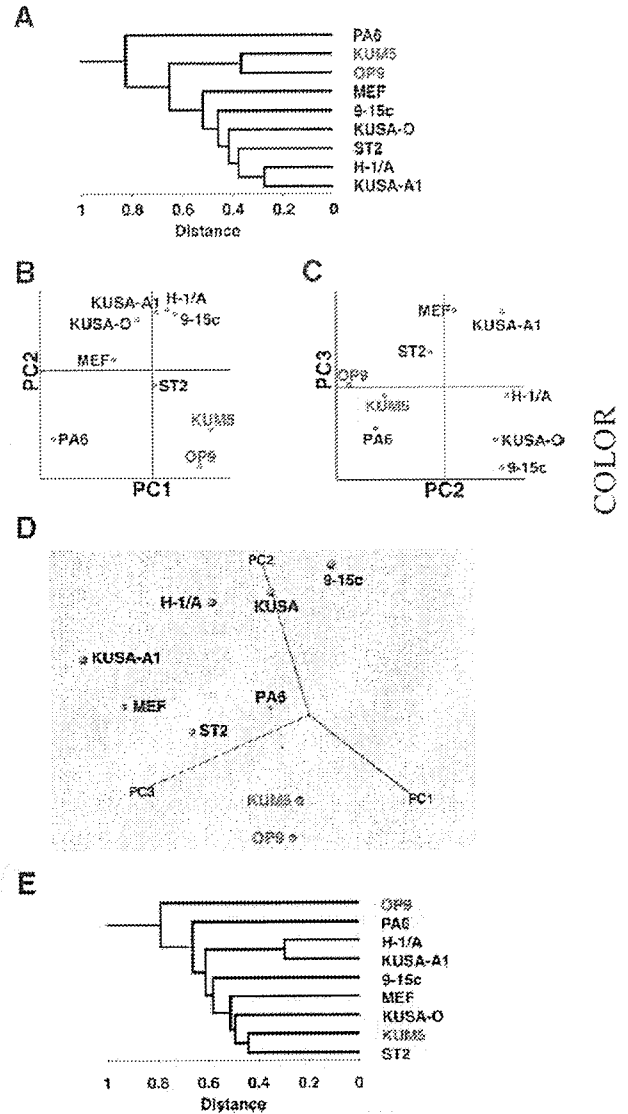 A
PA6
KUM5
OP9
MEF
9-15c
KUSA-O
ST2
H-1/A
KUSA-A1
1 0.8 0.6 0.4 0.2 0
Distance
B
KUSA-A1 H-1/A
KUSA-O 9-15c
MEF
ST2
KUM5
PA6
OP9
PC2
PC1
C
MEF
KUSA-A1
ST2
OP9
H-1/A
KUM5
PA6
KUSA-O
9-15c
PC3
PC2
COLOR
D
PC2
9-15c
H-1/A
KUSA
KUSA-A1
PA6
MEF
ST2
PC3
PC1
KUM5
OP9
E
OP9
PA6
H-1/A
KUSA-A1
9-15c
MEF
KUSA-O
KUM5
ST2
1 0.8 0.6 0.4 0.2 0
Distance